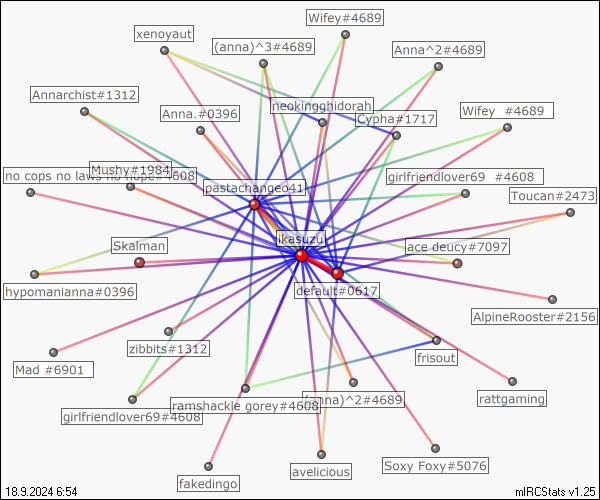 Wifey#4689
xenoyaut
(anna)^3#4689
Anna^2#4689
Annarchist#1312
neokingghidorah
Anna.#0396
Cypha#1717
Wifey #4689
no cops no laws no hope#4608
Mushy#1984
girlfriendlover69 #4608
pastachange041
Toucan#2473
ikasuzu
Skalman
ace deucy#7097
default#0617
hypomanianna#0396
AlpineRooster#2156
zibbits#1312
frisout
Mad #6901
rattgaming
(anna)^2#4689
ramshackle gorey#4608
girlfriendlover69#4608
fakedingo
avelicious
Soxy Foxy#5076
18.9.2024 6:54
mIRCStats v1.25